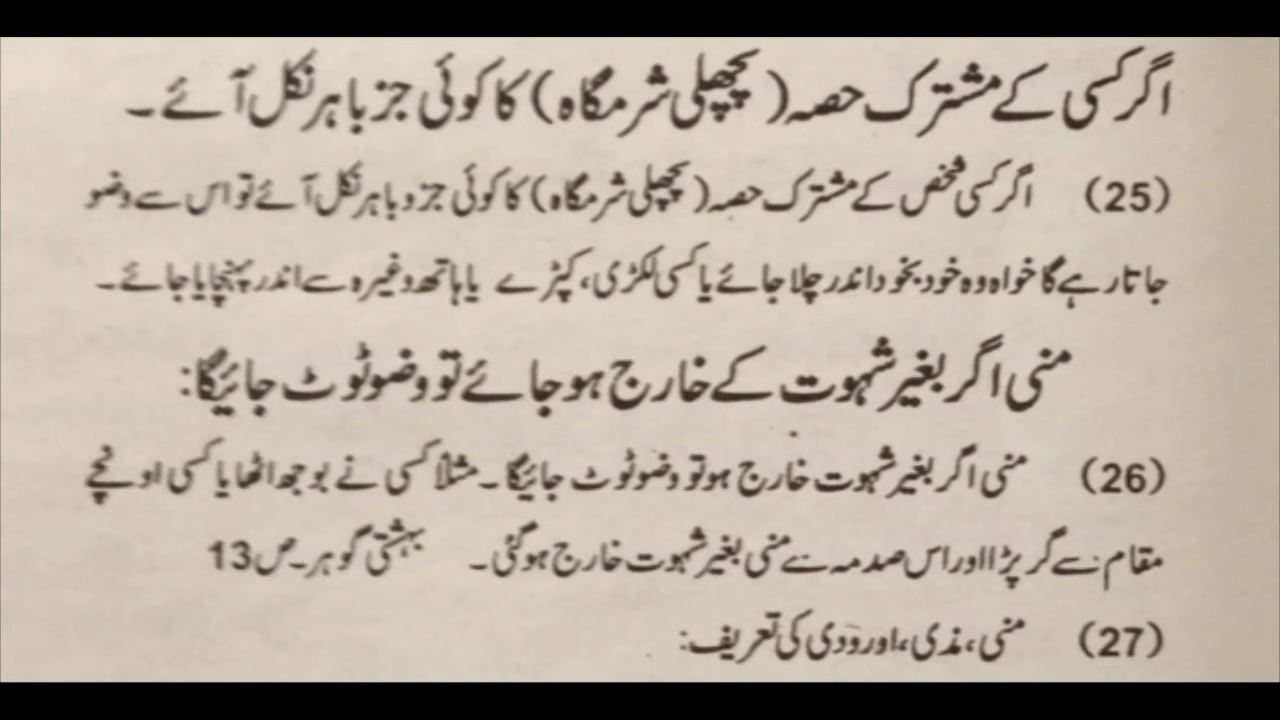 اگر کسی کے مشترک حصہ (پچھلی شرمگاہ) کا کوئی جز باہر نکل آئے۔
(25) اگر کسی شخص کے مشترک حصہ (پچھلی شرمگاہ) کا کوئی جزو باہر نکل آئے تو اس سے وضو
جاتا رہے گا خواہ وہ خود بخود اندر چلا جائے یا کسی لکڑی، کپڑے یا ہاتھ وغیرہ سے اندر پہنچایا جائے۔
منی اگر بغیر شہوت کے خارج ہو جائے تو وضو ٹوٹ جائیگا:
(26) منی اگر بغیر شہوت خارج ہو تو وضو ٹوٹ جائیگا۔ مثلاً کسی نے بوجھ اٹھا یا کسی اونچے
مقام سے گر پڑا اور اس صدمہ سے منی بغیر شہوت خارج ہوگئی۔ بہشتی گوہر۔ص13
(27) منی، مذی، اور وَدی کی تعریف: